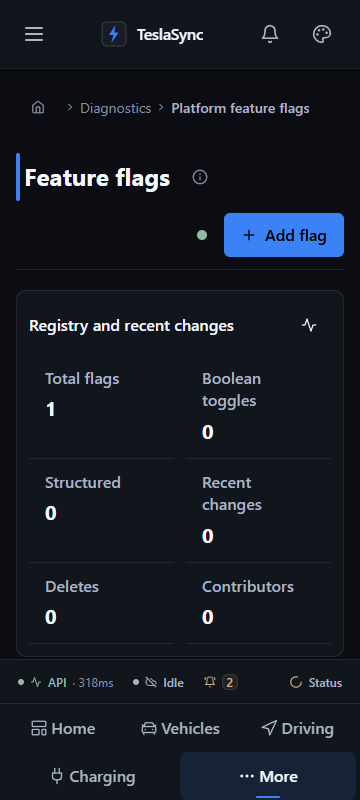 TeslaSync
Diagnostics Platform feature flags
Feature flags
+ Add flag
Registry and recent changes
Total flags
1
Boolean
toggles
0
Structured
0
Recent
changes
0
Deletes
0
Contributors
0
API · 318ms Idle 2 Status
Home Vehicles Driving
Charging More